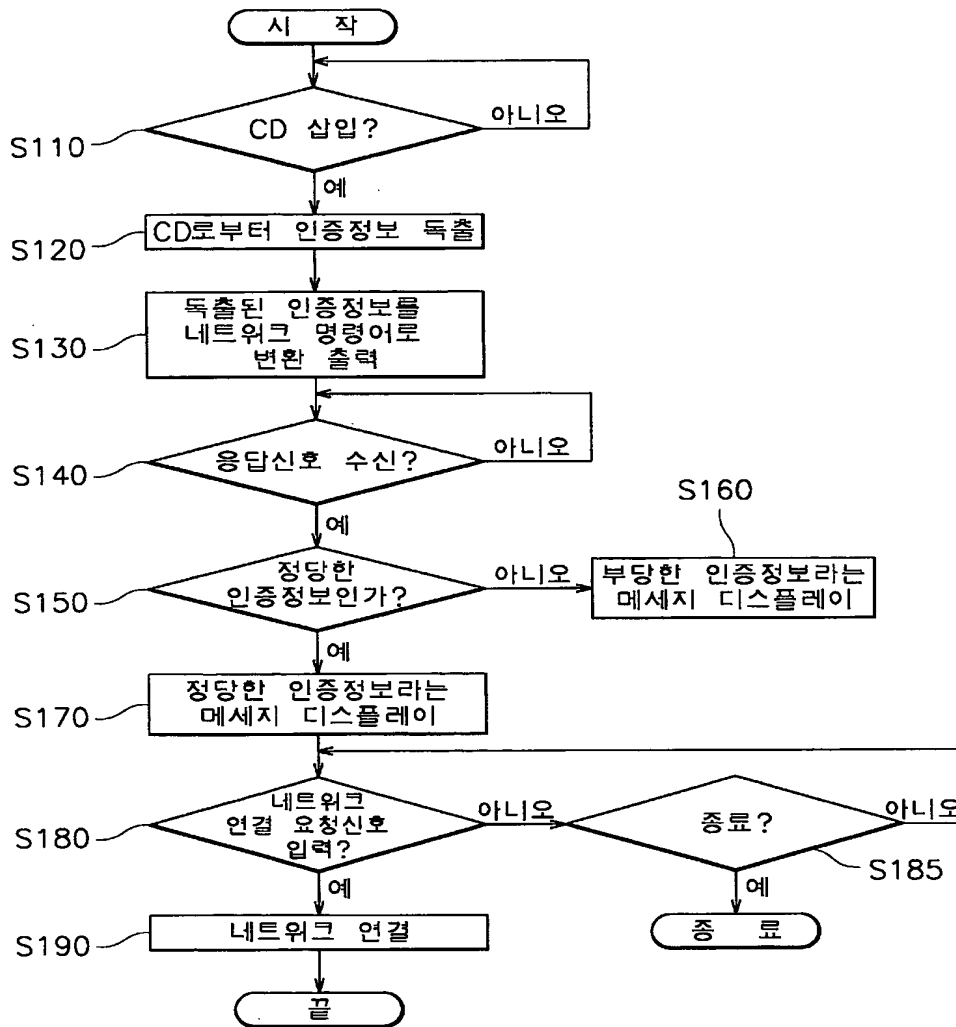 시 작
아니오
CD 삽입?
S110
예
CD로부터 인증정보 독출
S120
독출된 인증정보를
네트워크 명령어로
변환 출력
S130
아니오
응답신호 수신?
S140
예
S160
정당한
인증정보인가?
아니오
부당한 인증정보라는
메세지 디스플레이
S150
예
정당한 인증정보라는
메세지 디스플레이
S170
네트워크
연결 요청신호
입력?
아니오
종료?
아니오
S180
S185
예
예
네트워크 연결
종 료
S190
끝